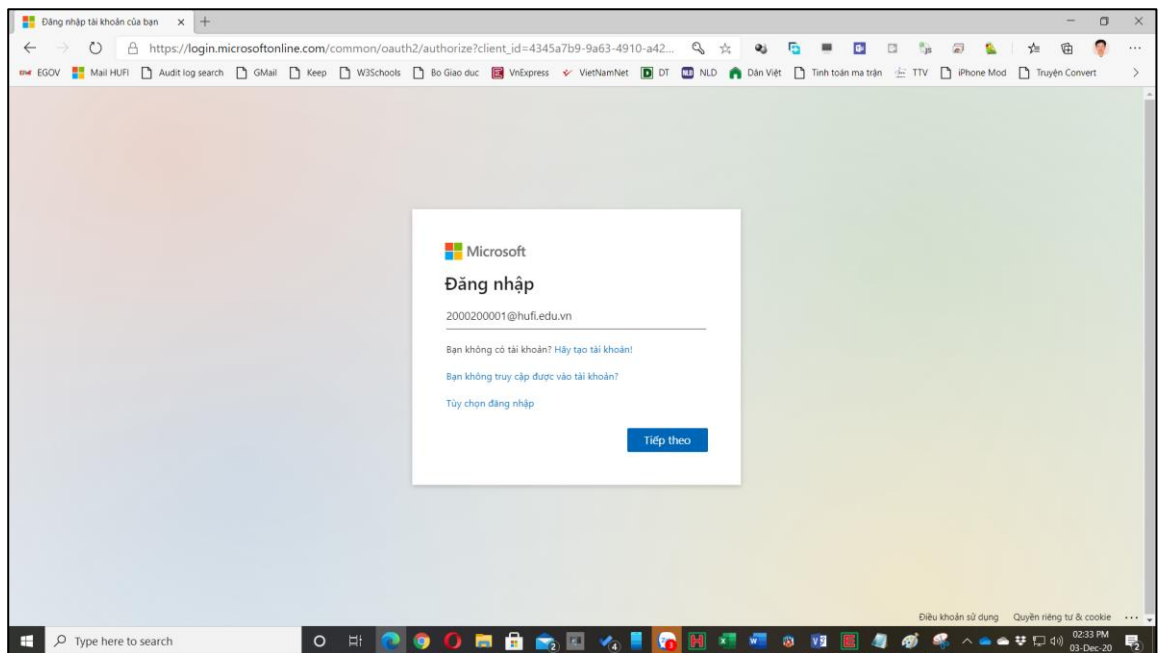 Đăng nhập tài khoản của bạn
https://login.microsoftonline.com/common/oauth2/authorize?client_id=4345a7b9-9a63-4910-a42...
EGOV Mail HUFI Audit log search GMail Keep W3Schools Bo Giao duc VnExpress VietNamNet D DT NLD NLD Dân Việt Tinh toán ma trận TTV iPhone Mod Truyện Convert
Microsoft
Đăng nhập
2000200001@hufi.edu.vn
Bạn không có tài khoản? Hãy tạo tài khoản!
Bạn không truy cập được vào tài khoản?
Tùy chọn đăng nhập
Tiếp theo
Điều khoản sử dụng Quyền riêng tư & cookie
Type here to search
02:33 PM
03-Dec-20